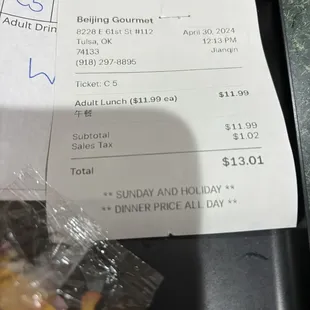 Adult Drin
Beijing Gourmet
8228 E 61st St #112 April 30, 2024
Tulsa, OK 12:13 PM
74133 Jianqin
(918) 297-8895
Ticket: C 5
Adult Lunch ($11.99 ea) $11.99
午餐
Subtotal $11.99
Sales Tax $1.02
Total $13.01
** SUNDAY AND HOLIDAY **
** DINNER PRICE ALL DAY **